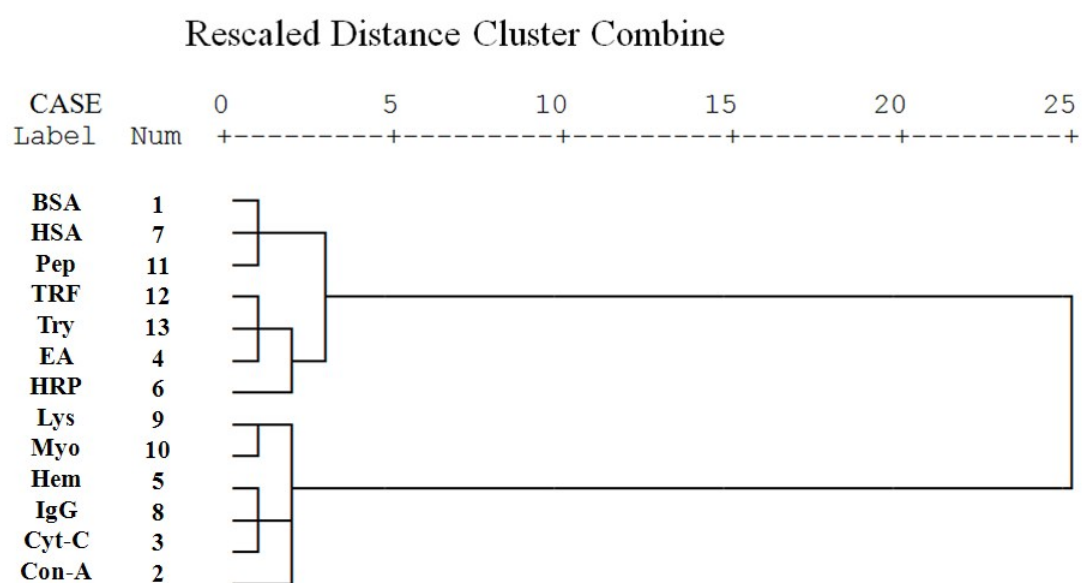 Rescaled Distance Cluster Combine
CASE 0 5 10 15 20 25
Label Num +---------+---------+---------+---------+---------+
BSA 1
HSA 7
Pep 11
TRF 12
Try 13
EA 4
HRP 6
Lys 9
Myo 10
Hem 5
IgG 8
Cyt-C 3
Con-A 2